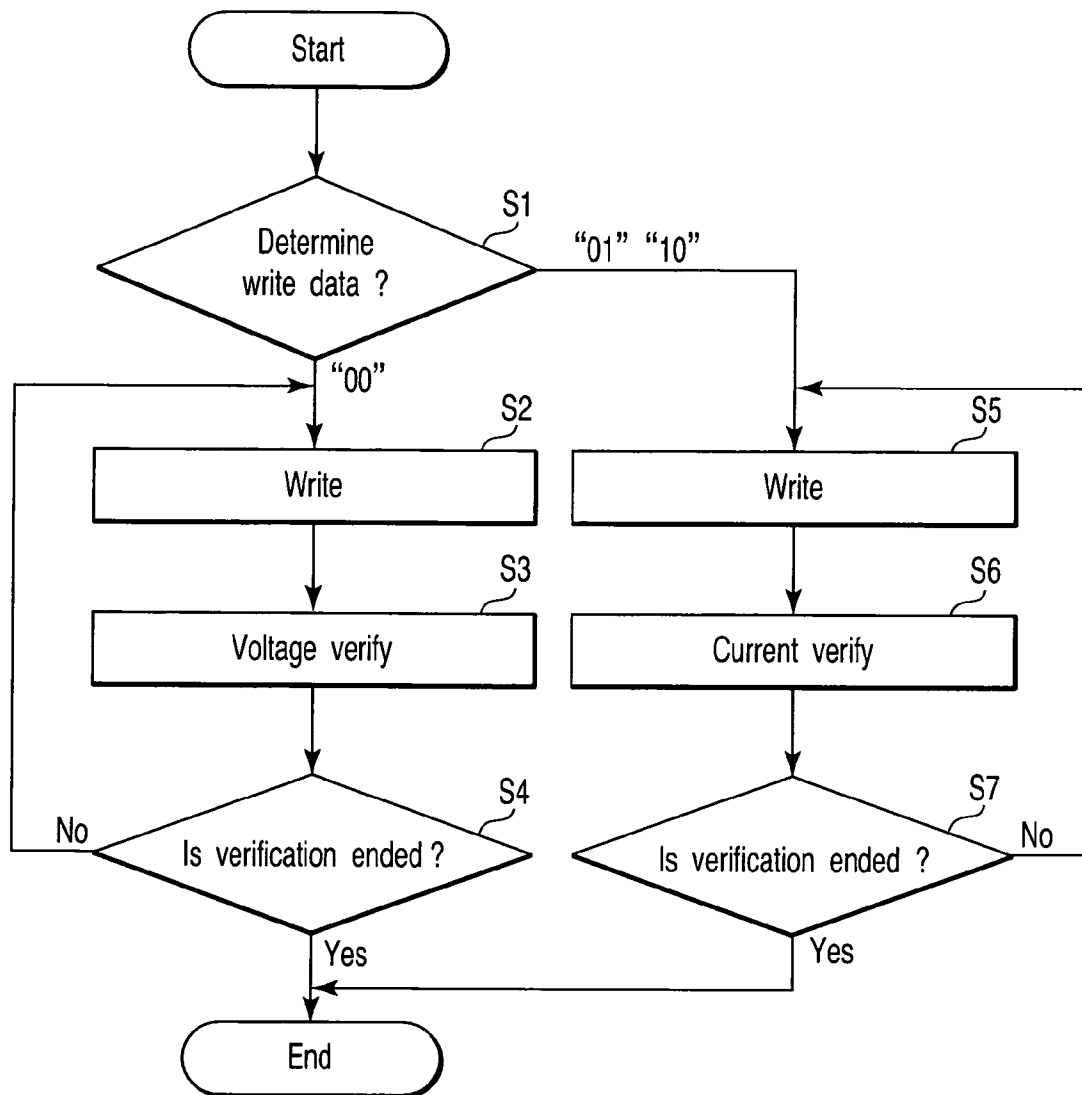 Start
S1
Determine
write data ?
“01” “10”
“00”
S2
Write
S5
Write
S3
Voltage verify
S6
Current verify
S4
Is verification ended ?
No
S7
Is verification ended ?
No
Yes
Yes
End